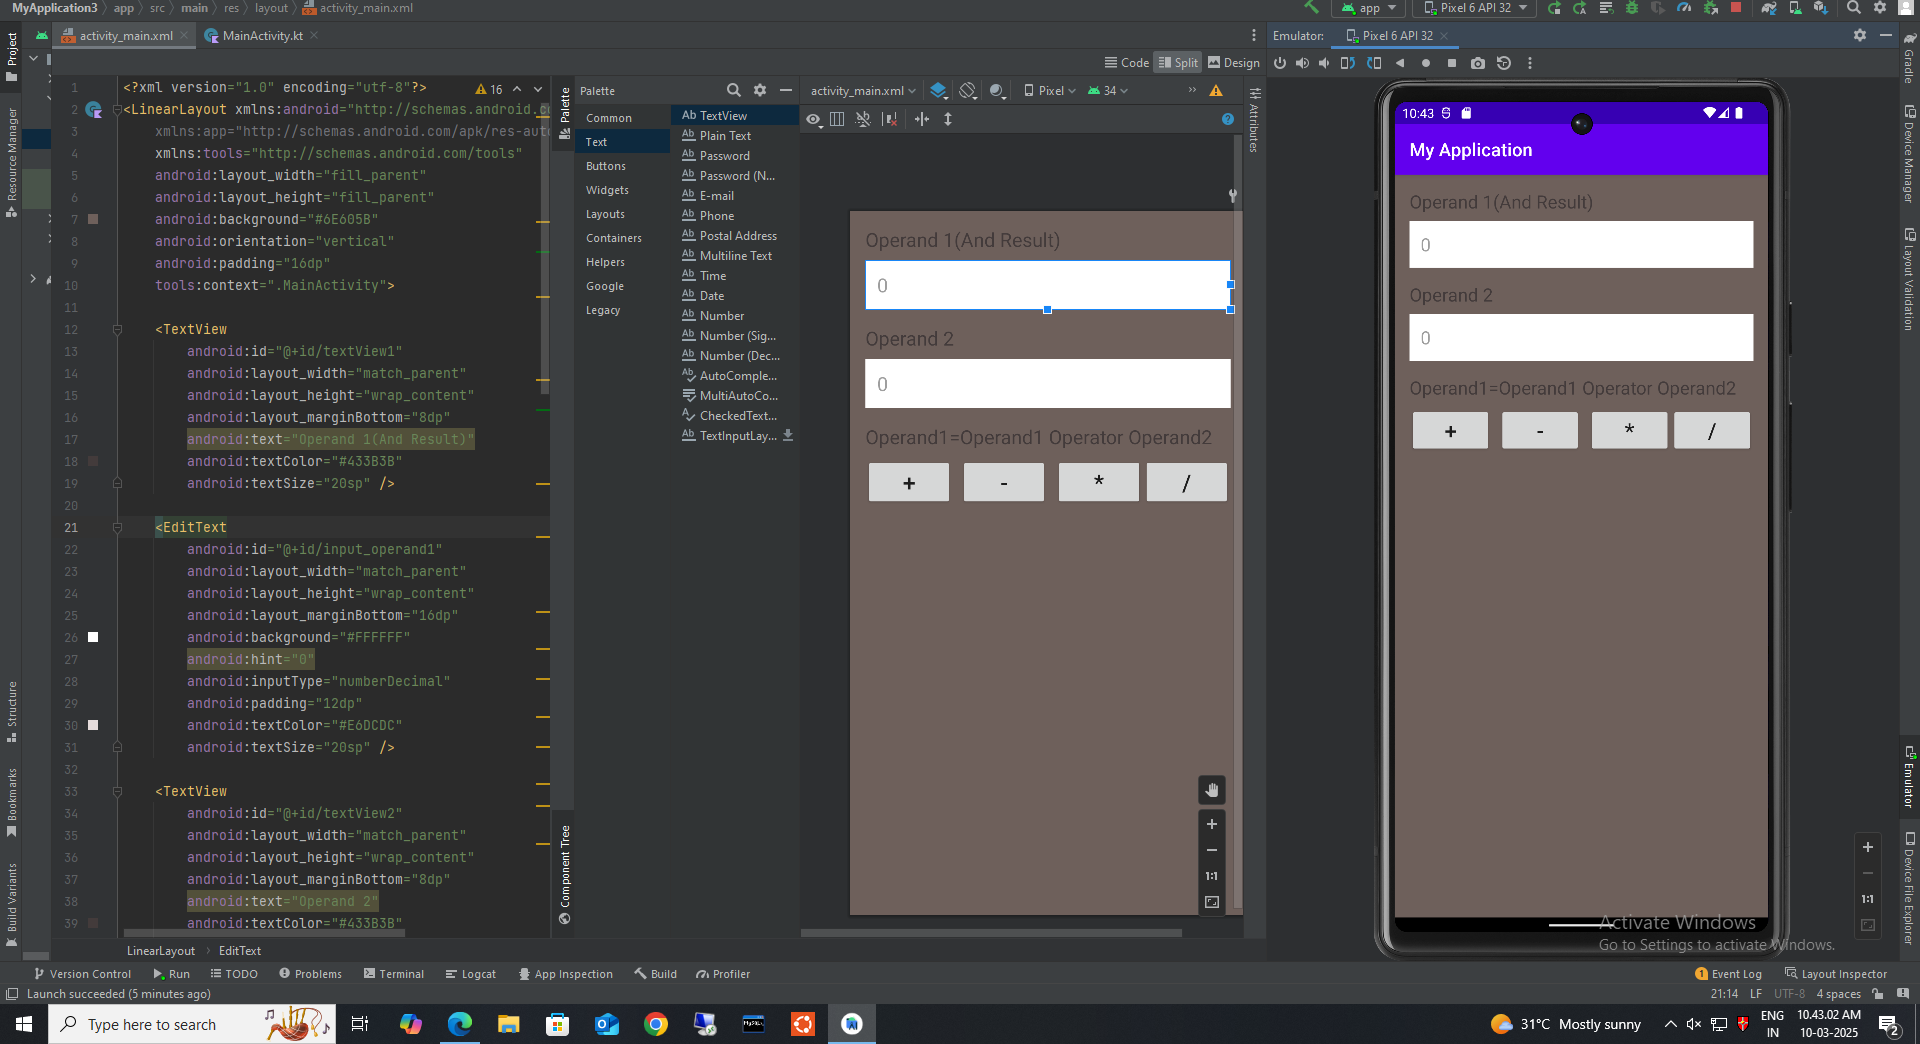 MyApplication3 > app > src > main > res > layout > activity_main.xml
app
Pixel 6 API 32
activity_main.xml
MainActivity.kt
Emulator:
Pixel 6 API 32
Code
Split
Design
Project
Resource Manager
Structure
Bookmarks
Build Variants
16
1 <?xml version="1.0" encoding="utf-8"?>
2 <LinearLayout xmlns:android="http://schemas.android.c
3 xmlns:app="http://schemas.android.com/apk/res-aut
4 xmlns:tools="http://schemas.android.com/tools"
5 android:layout_width="fill_parent"
6 android:layout_height="fill_parent"
7 android:background="#6E605B"
8 android:orientation="vertical"
9 android:padding="16dp"
10 tools:context=".MainActivity">
11
12 <TextView
13 android:id="@+id/textView1"
14 android:layout_width="match_parent"
15 android:layout_height="wrap_content"
16 android:layout_marginBottom="8dp"
17 android:text="Operand 1(And Result)"
18 android:textColor="#433B3B"
19 android:textSize="20sp" />
20
21 <EditText
22 android:id="@+id/input_operand1"
23 android:layout_width="match_parent"
24 android:layout_height="wrap_content"
25 android:layout_marginBottom="16dp"
26 android:background="#FFFFFF"
27 android:hint="0"
28 android:inputType="numberDecimal"
29 android:padding="12dp"
30 android:textColor="#E6DCDC"
31 android:textSize="20sp" />
32
33 <TextView
34 android:id="@+id/textView2"
35 android:layout_width="match_parent"
36 android:layout_height="wrap_content"
37 android:layout_marginBottom="8dp"
38 android:text="Operand 2"
39 android:textColor="#433B3B"
LinearLayout > EditText
Palette
Component Tree
Palette
Common
Text
Buttons
Widgets
Layouts
Containers
Helpers
Google
Legacy
Ab TextView
Ab Plain Text
Ab Password
Ab Password (N...
Ab E-mail
Ab Phone
Ab Postal Address
Ab Multiline Text
Ab Time
Ab Date
Ab Number
Ab Number (Sig...
Ab Number (Dec...
Ab AutoComple...
MultiAutoCo...
CheckedText...
Ab TextInputLay...
activity_main.xml
Pixel
34
Attributes
Operand 1(And Result)
0
Operand 2
0
Operand1=Operand1 Operator Operand2
+ - * /
1:1
10:43
My Application
Operand 1(And Result)
0
Operand 2
0
Operand1=Operand1 Operator Operand2
+ - * /
1:1
Activate Windows
Go to Settings to activate Windows.
Gradle
Device Manager
Layout Validation
Emulator
Device File Explorer
Version Control
Run
TODO
Problems
Terminal
Logcat
App Inspection
Build
Profiler
1 Event Log
Layout Inspector
Launch succeeded (5 minutes ago)
21:14 LF UTF-8 4 spaces
Type here to search
MySQL
31°C Mostly sunny
ENG
IN
10.43.02 AM
10-03-2025
2